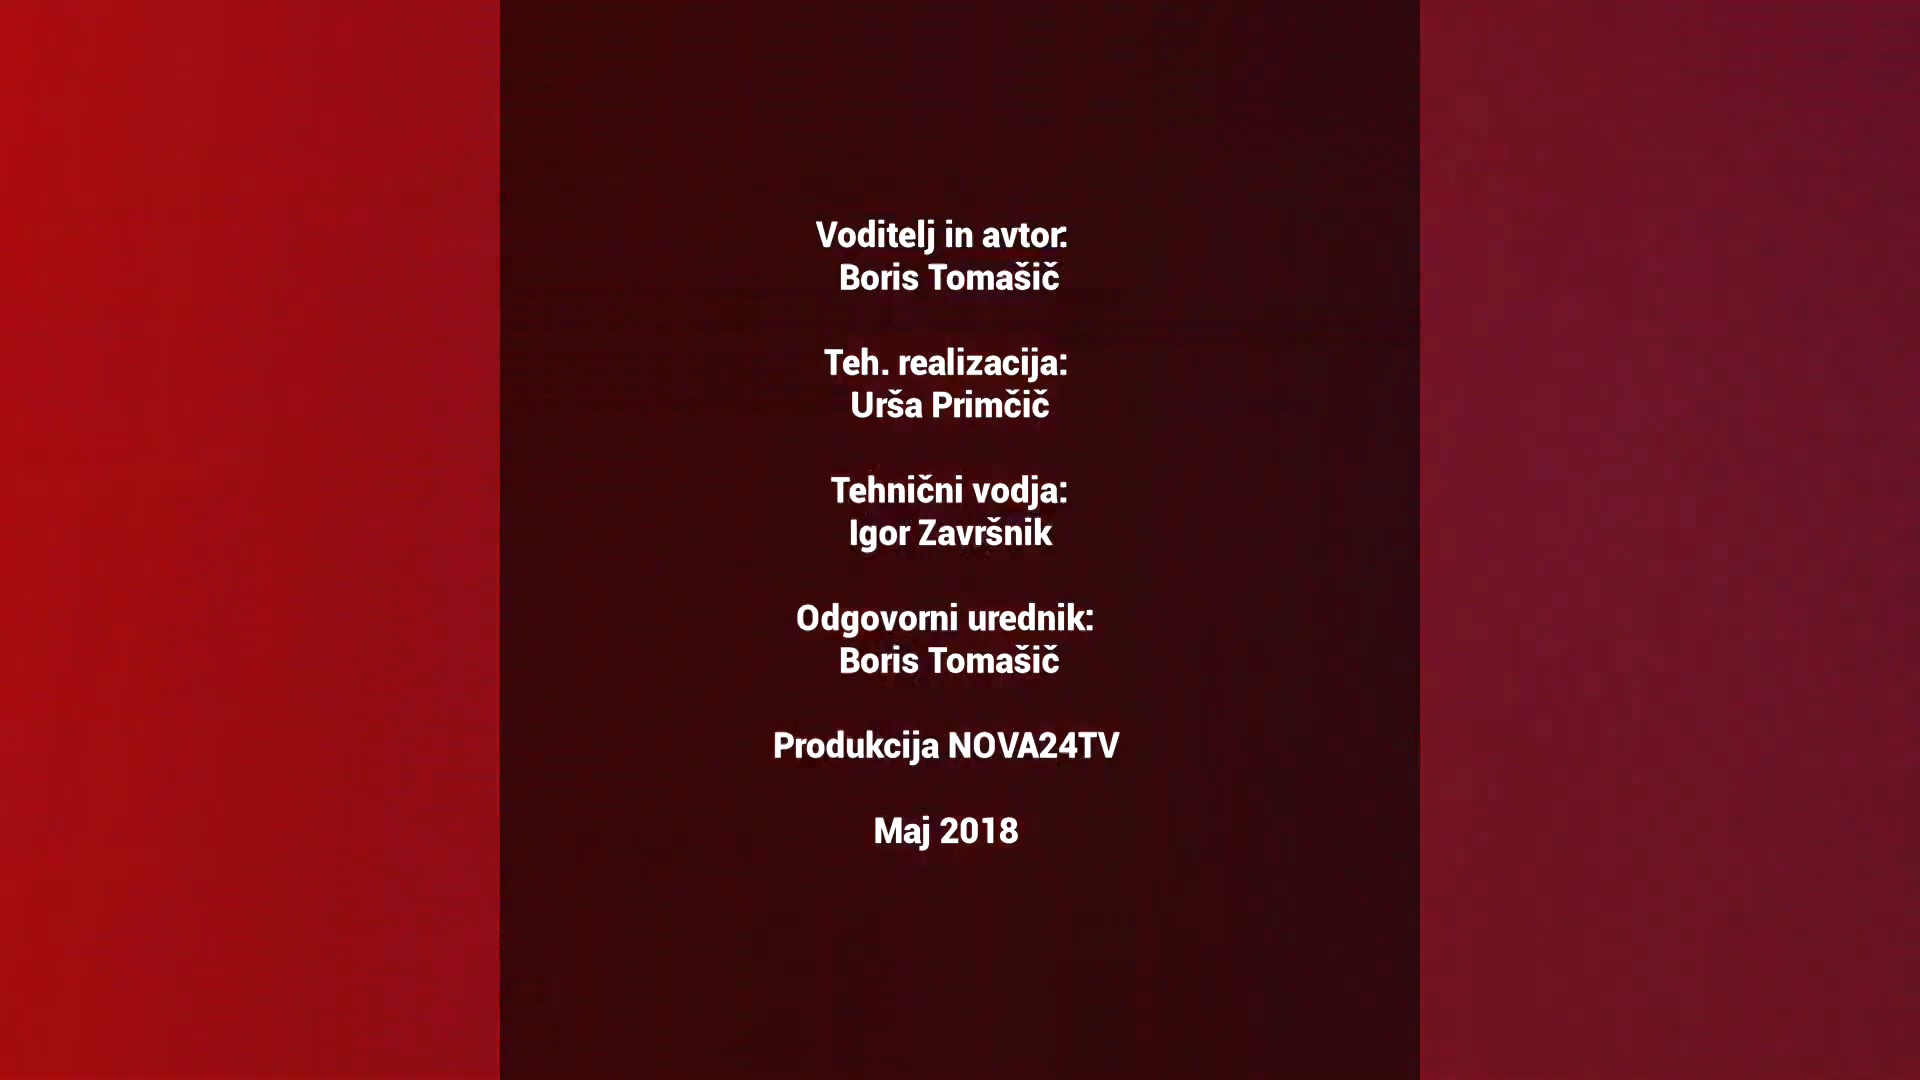 Voditelj in avtor:
Boris Tomašič
Teh. realizacija:
Urša Primčič
Tehnični vodja:
Igor Završnik
Odgovorni urednik:
Boris Tomašič
Produkcija NOVA24TV
Maj 2018